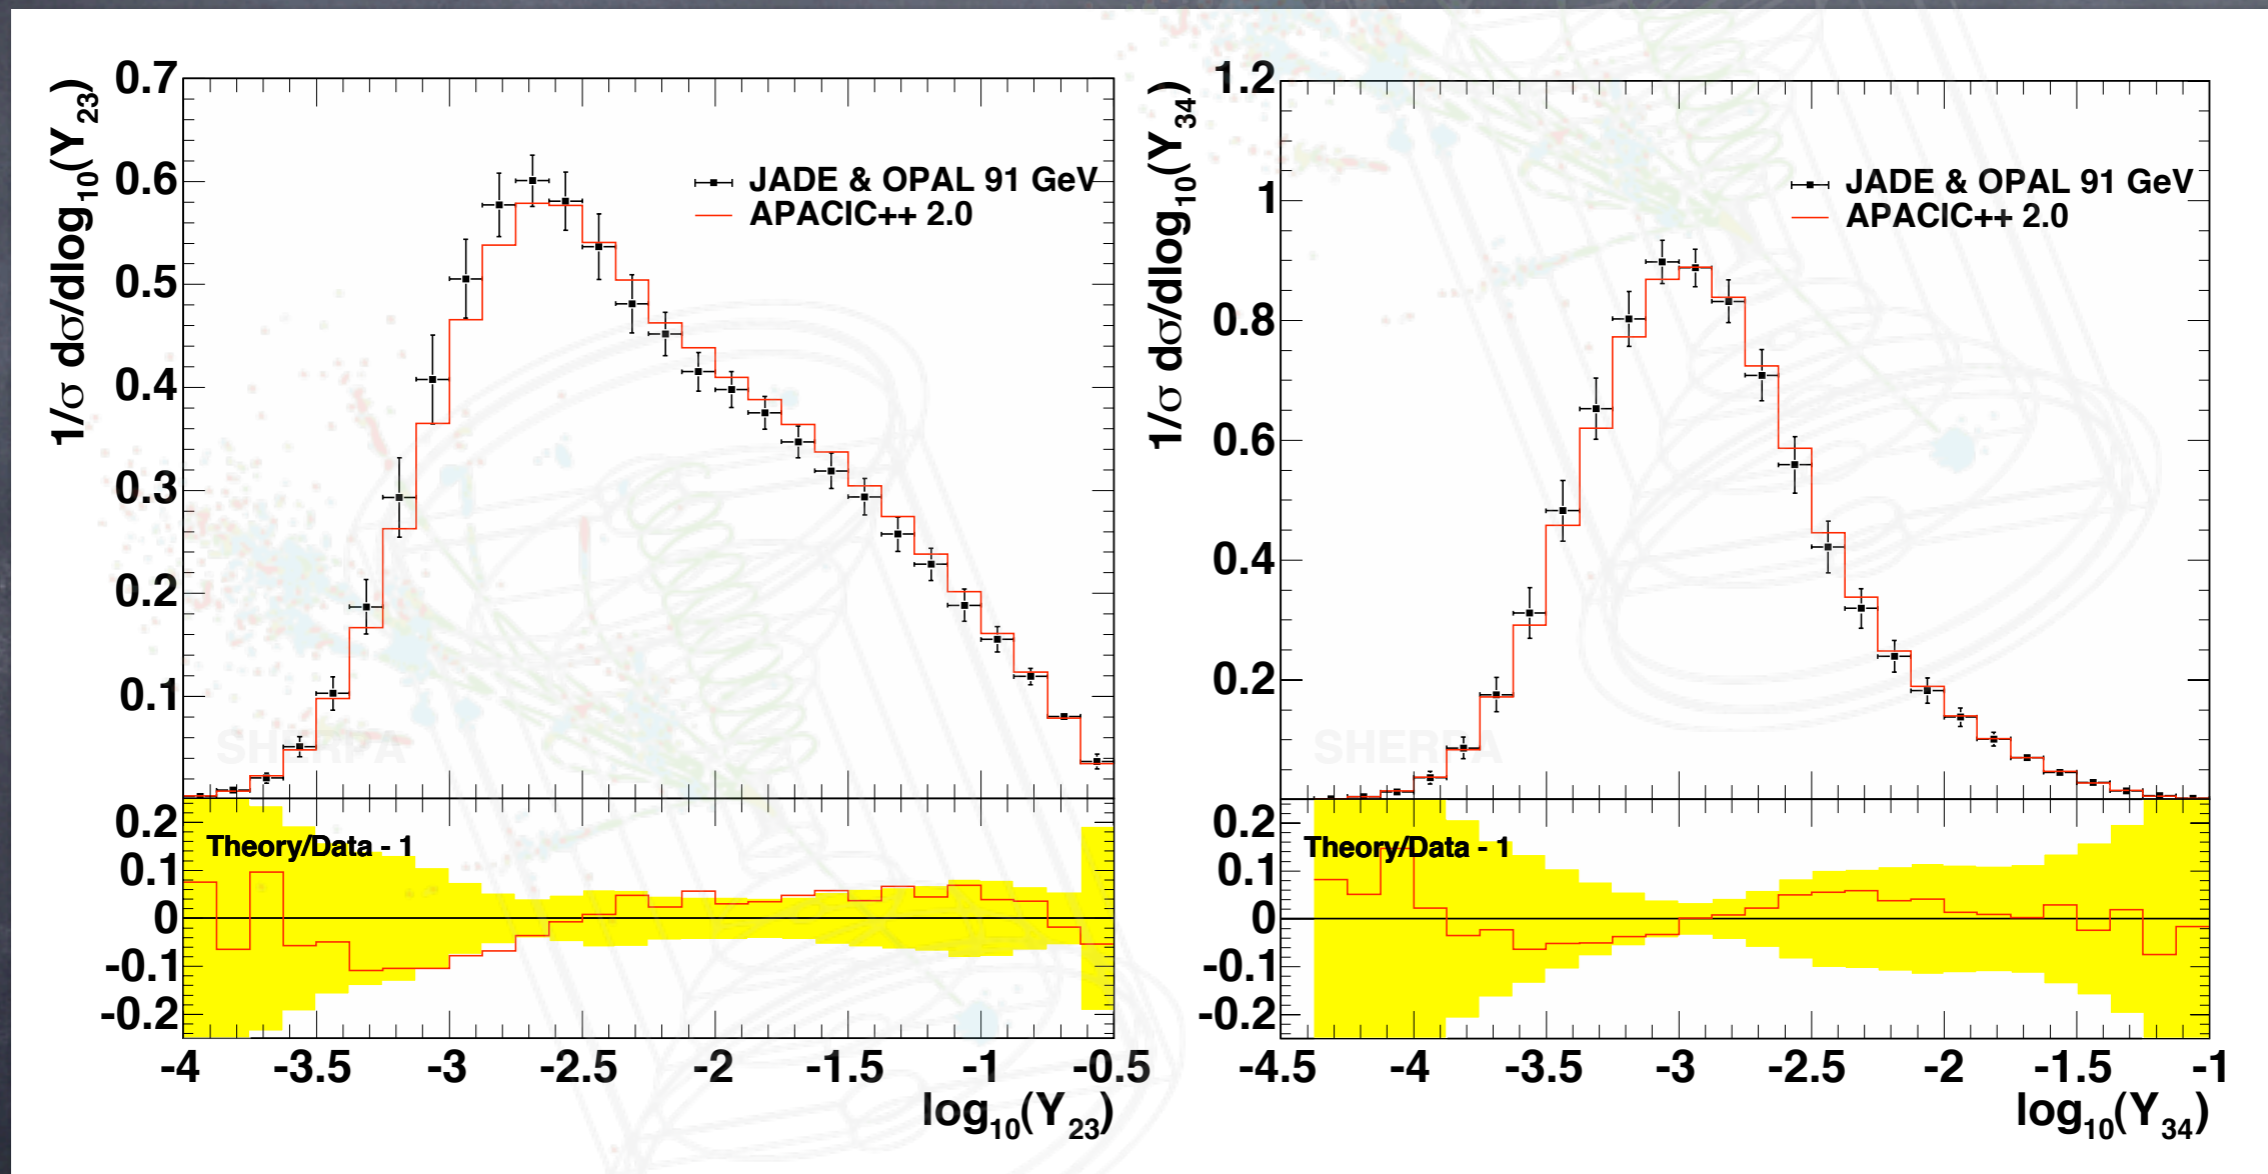 1/σ dσ/dlog10(Y23)
0.7
0.6
0.5
0.4
0.3
0.2
0.1
JADE & OPAL 91 GeV
APACIC++ 2.0
SHERPA
0.2
0.1
0
-0.1
-0.2
Theory/Data - 1
-4 -3.5 -3 -2.5 -2 -1.5 -1 -0.5
log10(Y23)
1/σ dσ/dlog10(Y34)
1.2
1
0.8
0.6
0.4
0.2
JADE & OPAL 91 GeV
APACIC++ 2.0
SHERPA
0.2
0.1
0
-0.1
-0.2
Theory/Data - 1
-4.5 -4 -3.5 -3 -2.5 -2 -1.5 -1
log10(Y34)